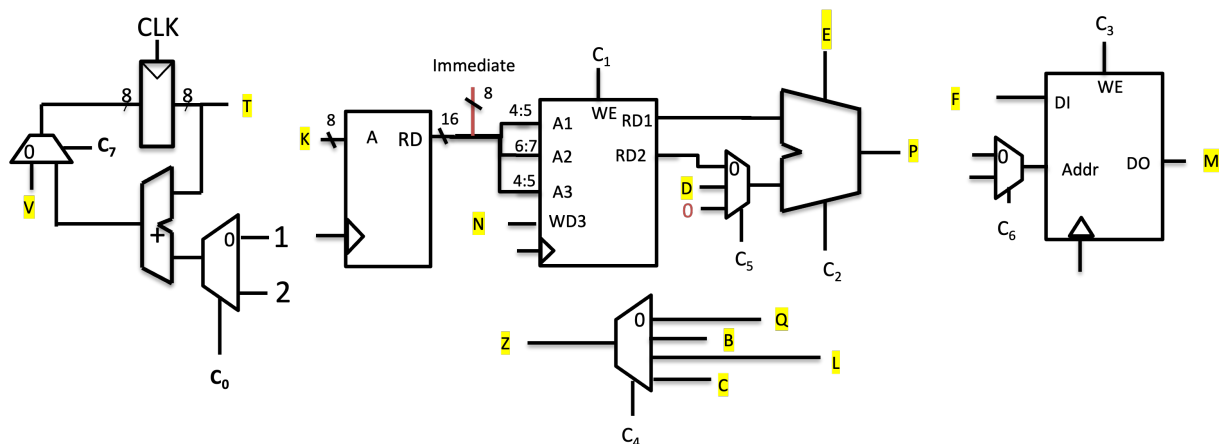 CLK
8
8
T
0
C7
V
+
0
1
2
C0
Immediate
8
K
8
A
RD
16
4:5
6:7
4:5
C1
WE
A1
A2
A3
N
WD3
RD1
RD2
0
D
0
C5
E
P
C2
C3
F
DI
WE
0
Addr
DO
M
C6
Z
0
Q
B
L
C
C4